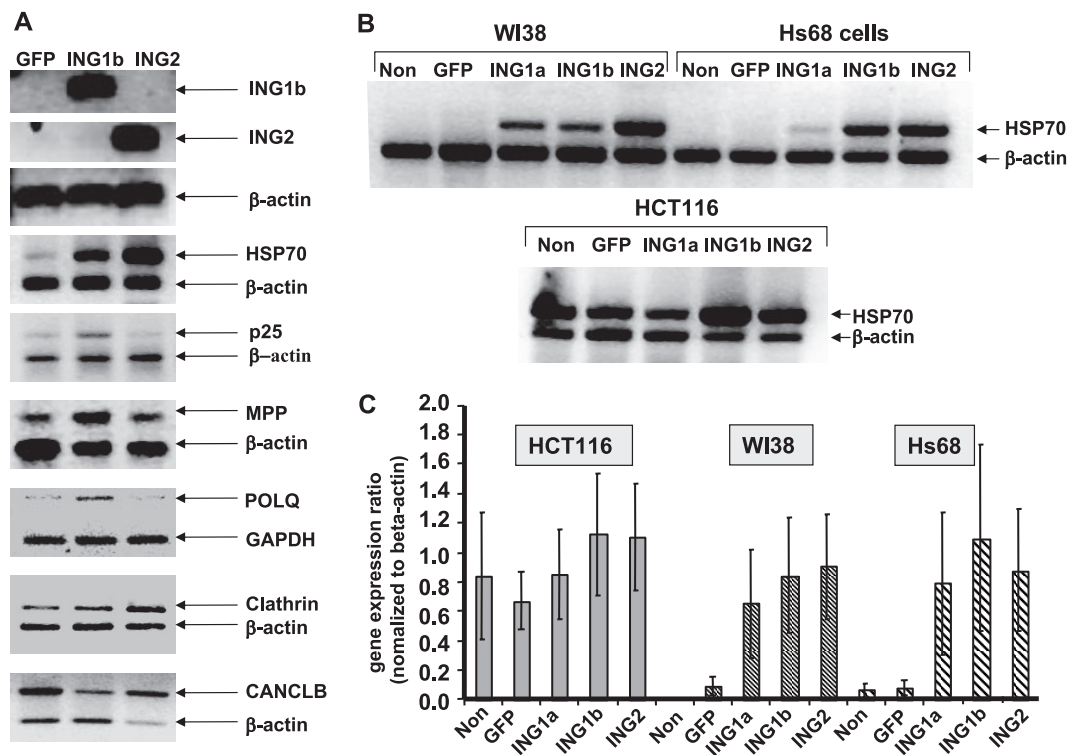 A
GFP ING1b ING2
ING1b
ING2
β-actin
HSP70
β-actin
p25
β-actin
MPP
β-actin
POLQ
GAPDH
Clathrin
β-actin
CANCLB
β-actin
B
WI38 Hs68 cells
Non GFP ING1a ING1b ING2 Non GFP ING1a ING1b ING2
HSP70
β-actin
HCT116
Non GFP ING1a ING1b ING2
HSP70
β-actin
C
gene expression ratio
(nomalized to beta-actin)
2.0
1.8
1.6
1.4
1.2
1.0
0.8
0.6
0.4
0.2
0.0
HCT116 WI38 Hs68
Non GFP ING1a ING1b ING2 Non GFP ING1a ING1b ING2 Non GFP ING1a ING1b ING2